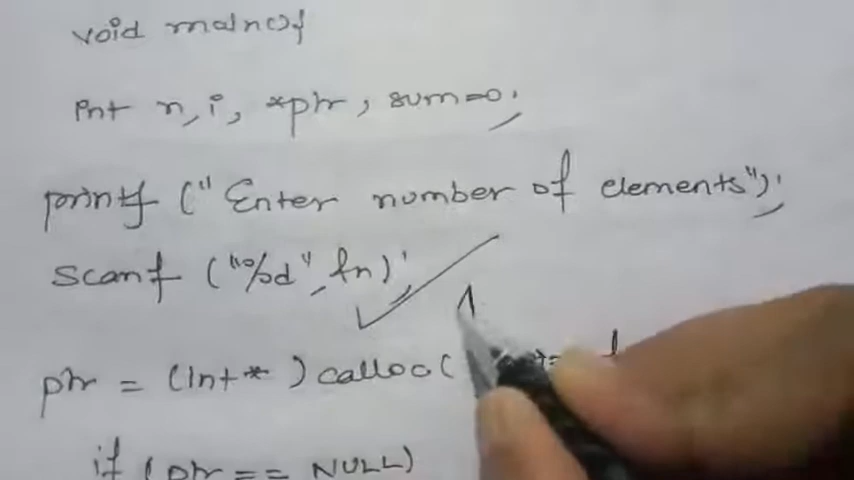 void main(){
int n, i, *ptr, sum=0;
printf ("Enter number of elements");
scanf ("%d", &n);
ptr = (int* ) calloc(
if (ptr == NULL)